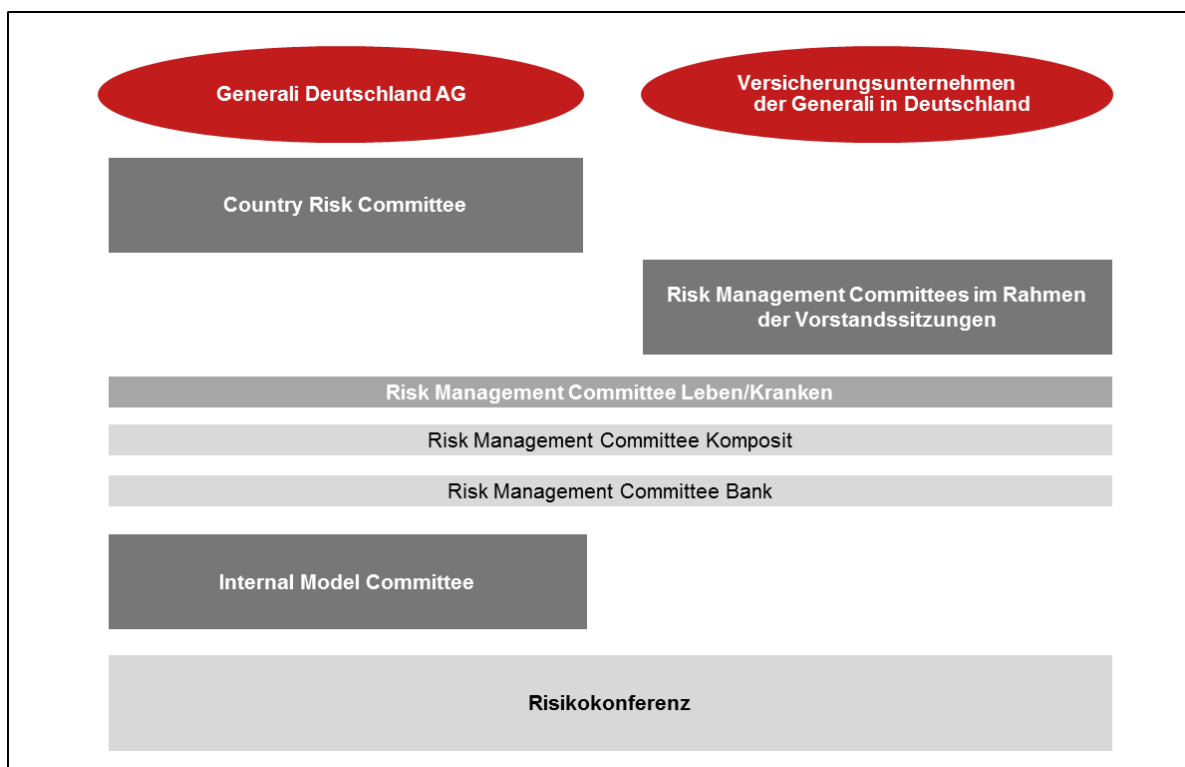 Generali Deutschland AG
Versicherungsunternehmen
der Generali in Deutschland
Country Risk Committee
Risk Management Committees im Rahmen
der Vorstandssitzungen
Risk Management Committee Leben/Kranken
Risk Management Committee Komposit
Risk Management Committee Bank
Internal Model Committee
Risikokonferenz